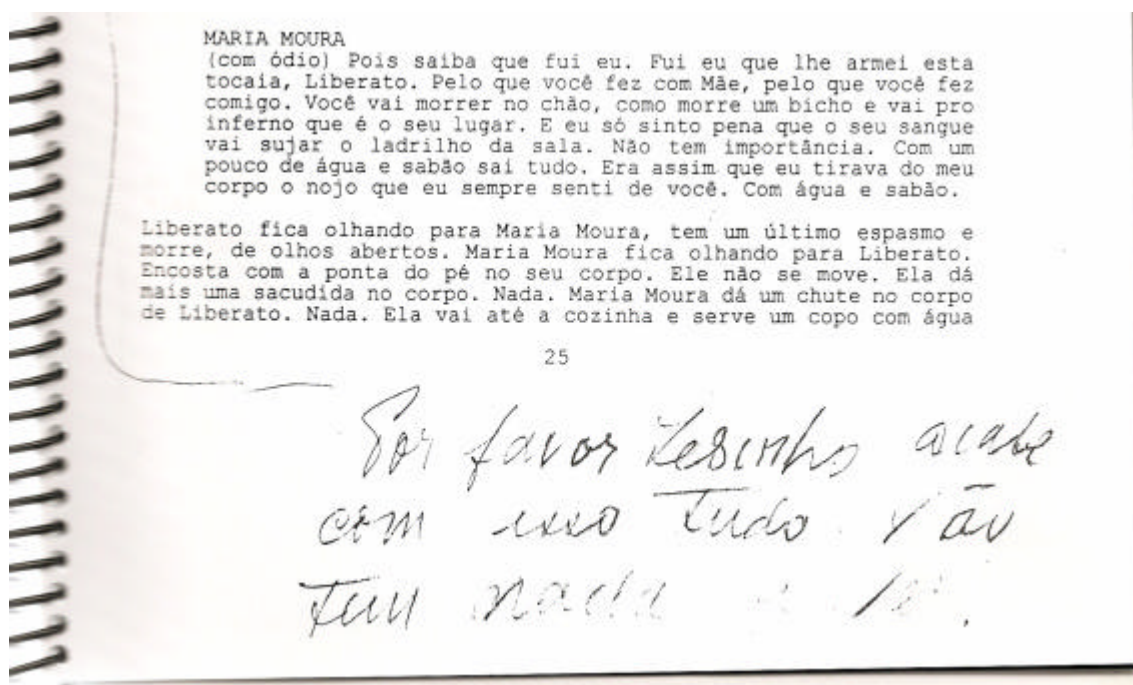 MARIA MOURA
(com ódio) Pois saiba que fui eu. Fui eu que lhe armei esta
tocaia, Liberato. Pelo que você fez com Mãe, pelo que você fez
comigo. Você vai morrer no chão, como morre um bicho e vai pro
inferno que é o seu lugar. E eu só sinto pena que o seu sangue
vai sujar o ladrilho da sala. Não tem importância. Com um
pouco de água e sabão sai tudo. Era assim que eu tirava do meu
corpo o nojo que eu sempre senti de você. Com água e sabão.
Liberato fica olhando para Maria Moura, tem um último espasmo e
morre, de olhos abertos. Maria Moura fica olhando para Liberato.
Encosta com a ponta do pé no seu corpo. Ele não se move. Ela dá
mais uma sacudida no corpo. Nada. Maria Moura dá um chute no corpo
de Liberato. Nada. Ela vai até a cozinha e serve um copo com água
25
Por favor acabe
com isso tudo. Não
tem nada a